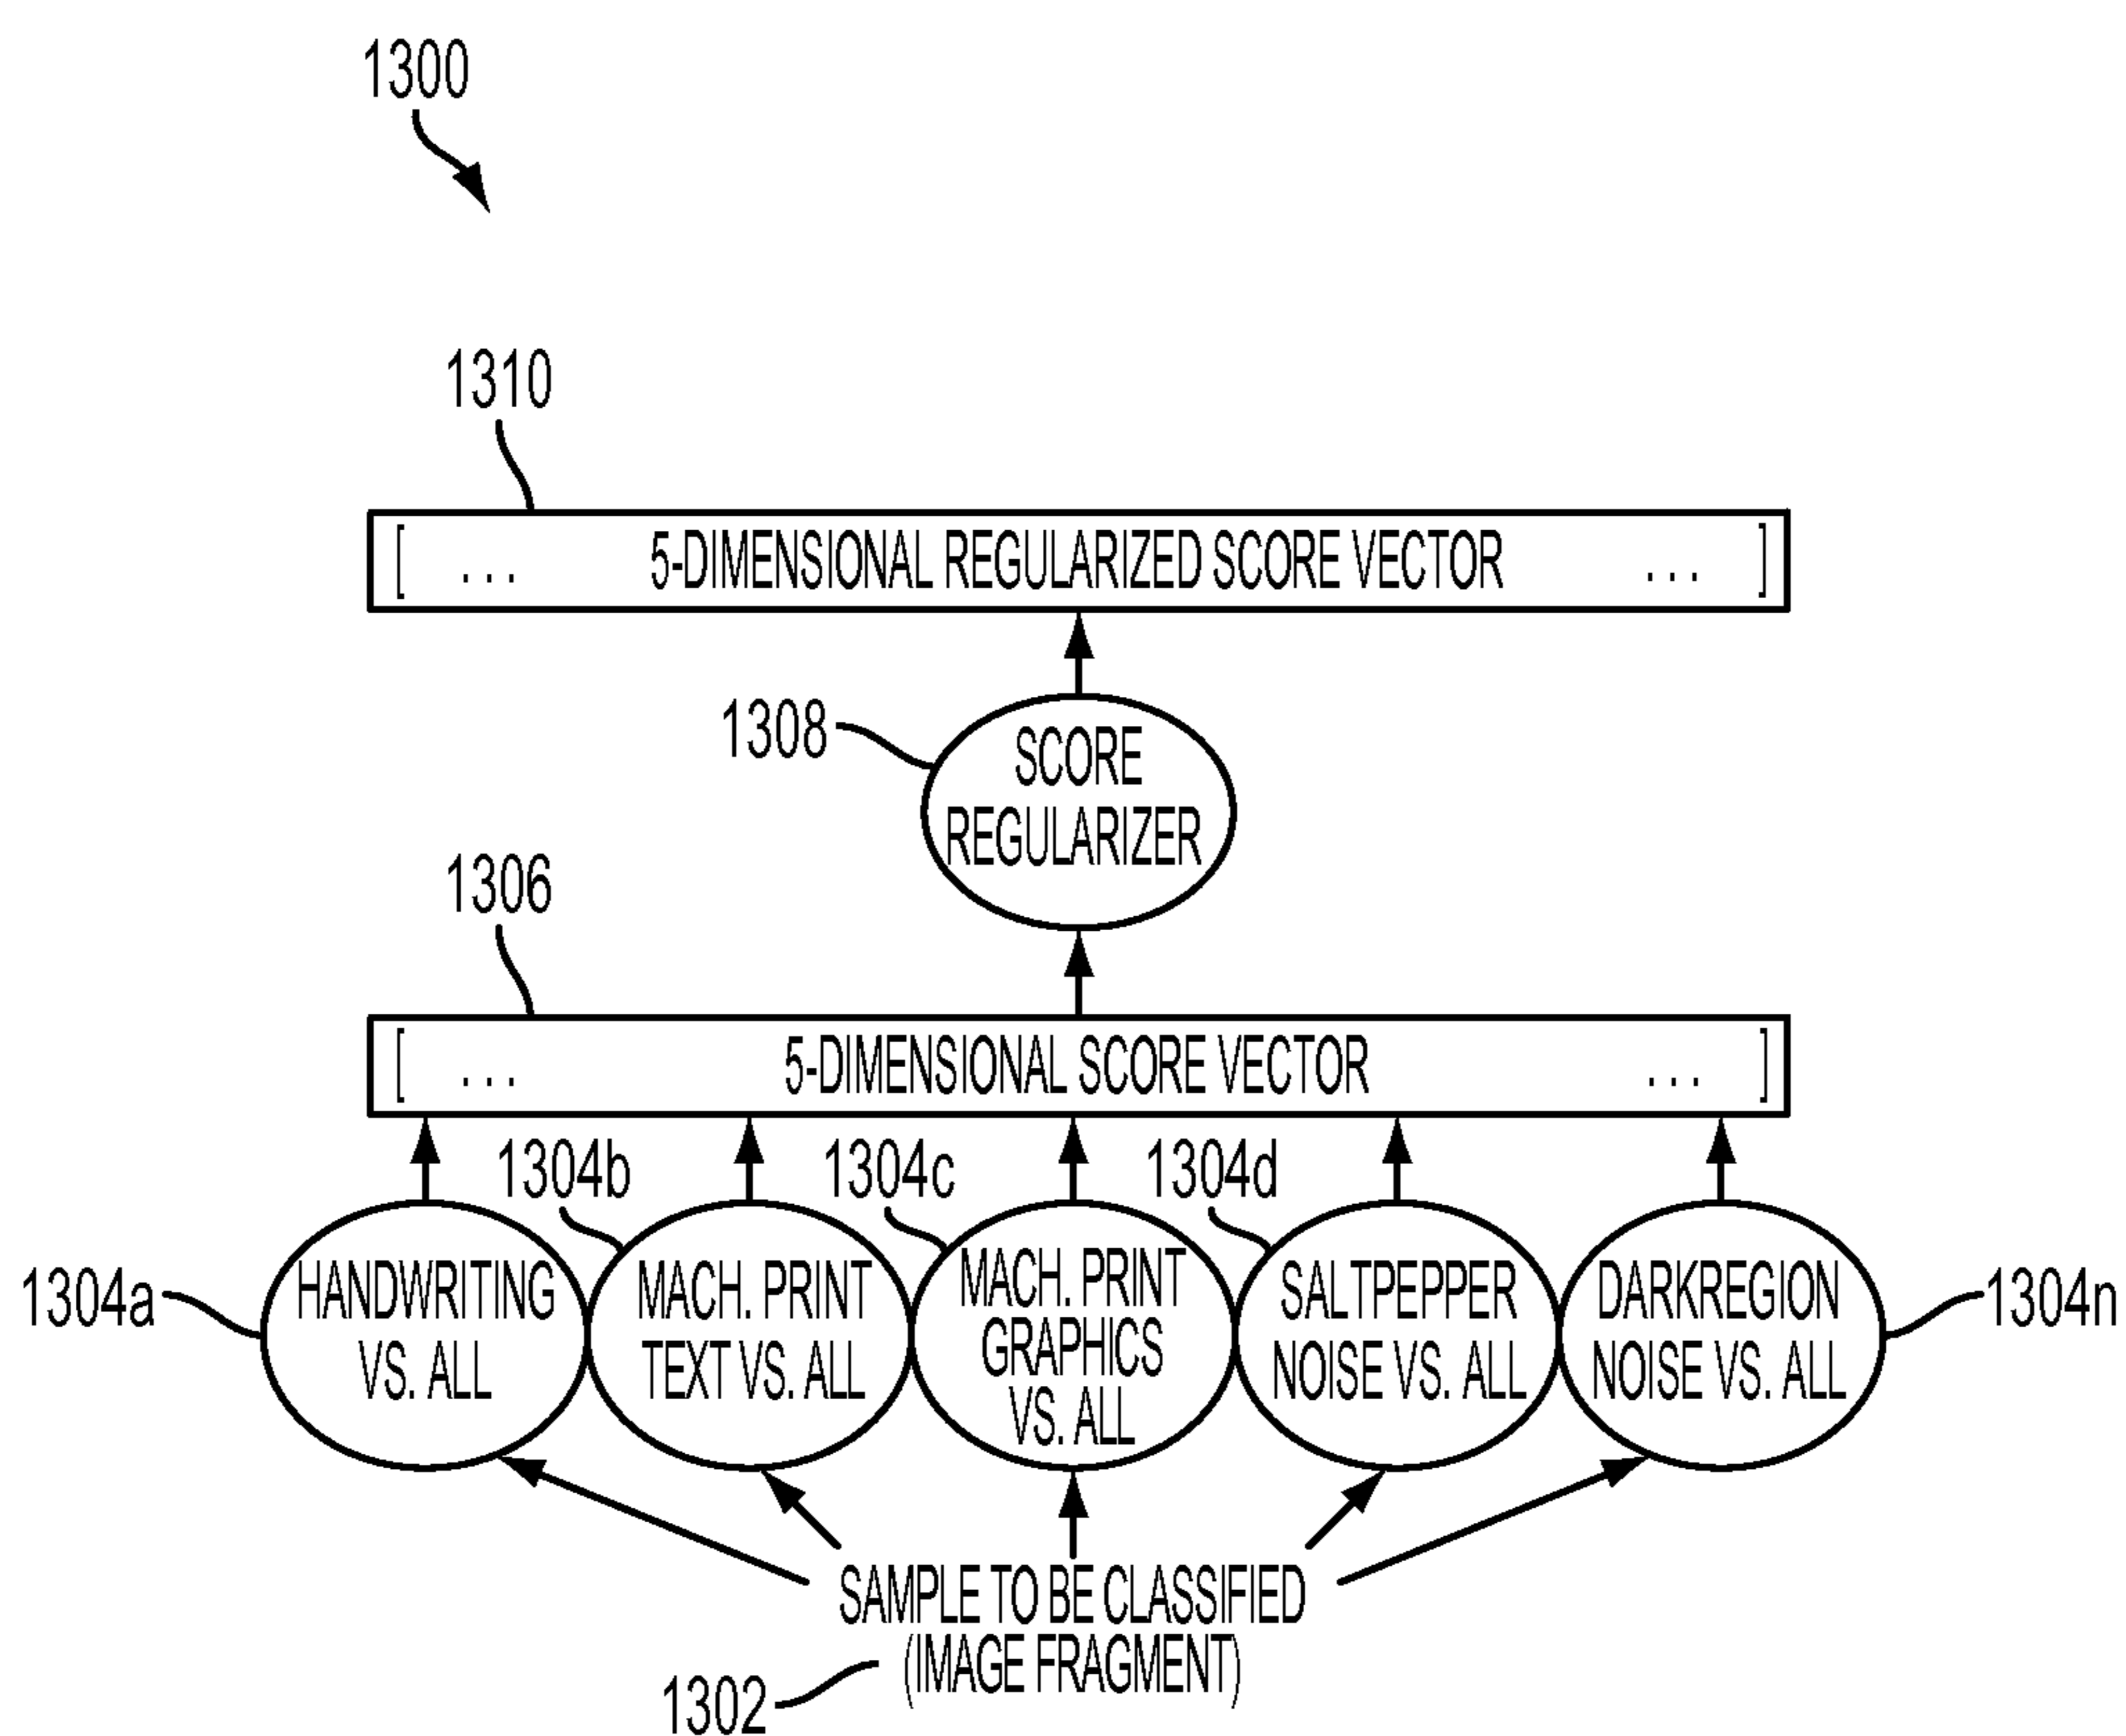 1300
1310
[ ... 5-DIMENSIONAL REGULARIZED SCORE VECTOR ... ]
1308
SCORE
REGULARIZER
1306
[ ... 5-DIMENSIONAL SCORE VECTOR ... ]
1304b
1304c
1304d
1304a
HANDWRITING
VS. ALL
MACH. PRINT
TEXT VS. ALL
MACH. PRINT
GRAPHICS
VS. ALL
SALTPEPPER
NOISE VS. ALL
DARKREGION
NOISE VS. ALL
1304n
SAMPLE TO BE CLASSIFIED
(IMAGE FRAGMENT)
1302